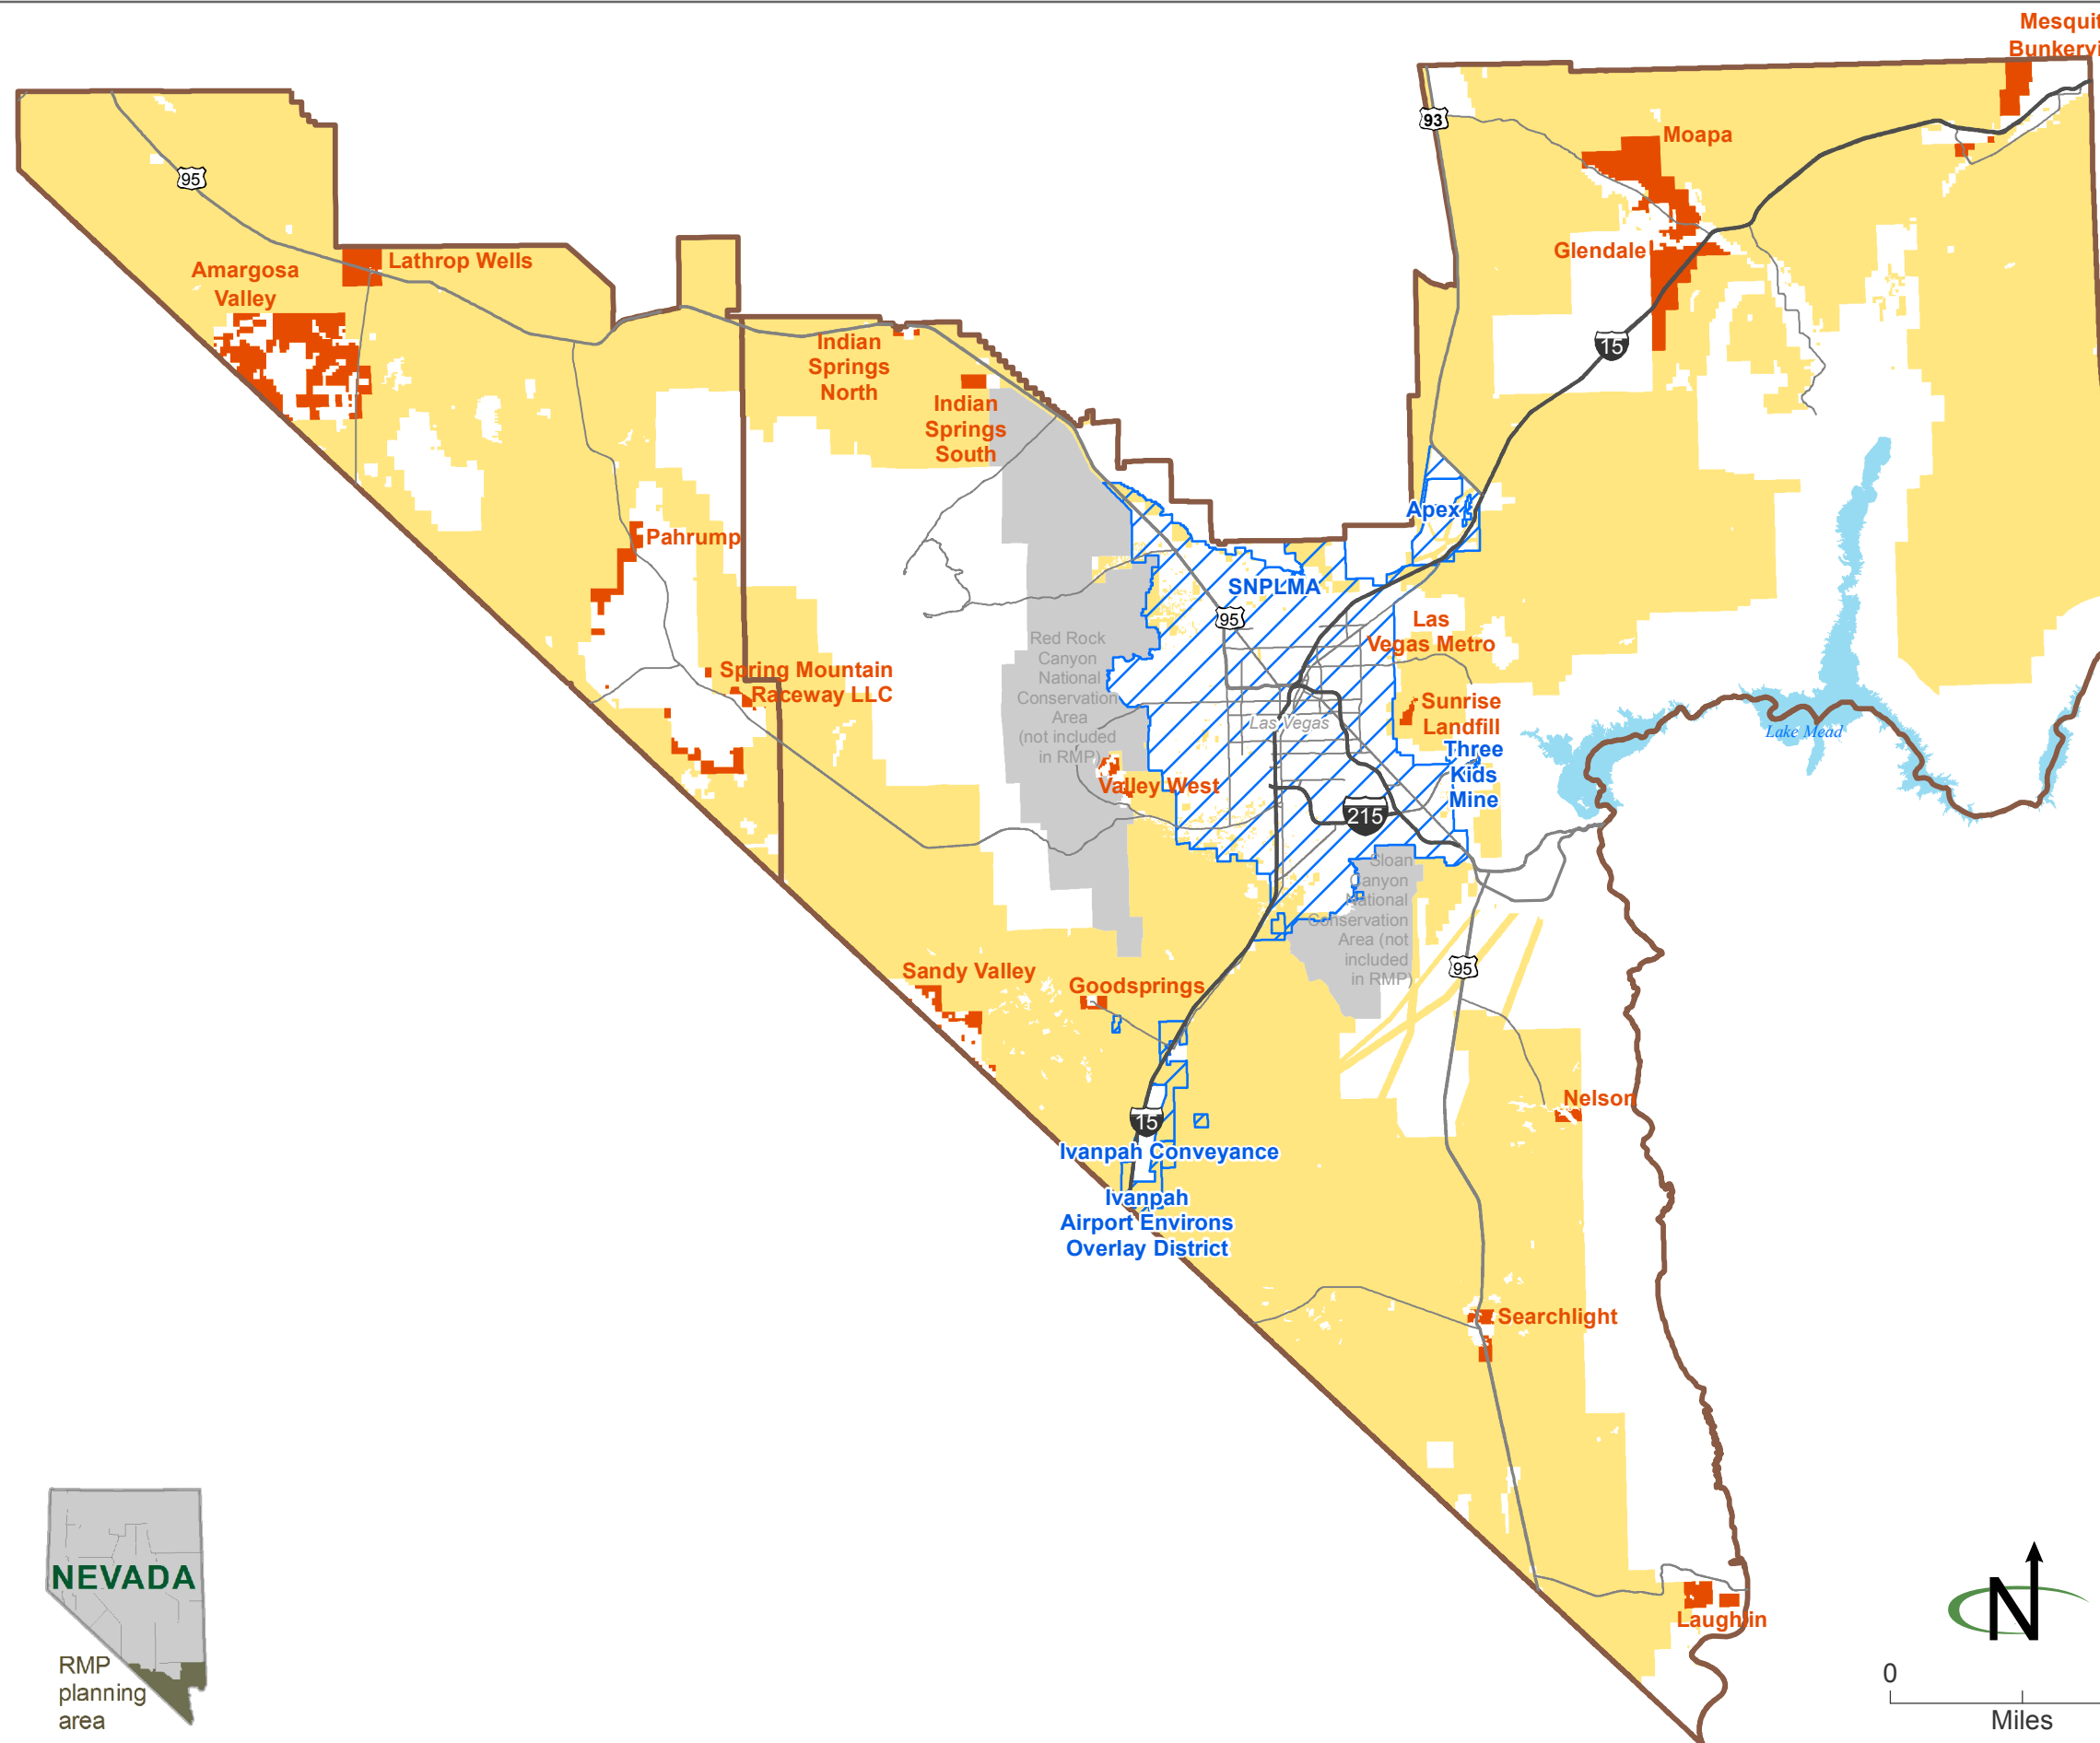 Mesquit
Bunkervi
93
Moapa
95
Glendale
Amargosa
Valley
Lathrop Wells
15
Indian
Springs
North
Indian
Springs
South
Apex
Pahrump
SNPLMA
95
Las
Vegas Metro
Red Rock
Canyon
National
Conservation
Area
(not included
in RMP)
Spring Mountain
Raceway LLC
Sunrise
Landfill
Las Vegas
Lake Mead
Three
Kids
Mine
Valley West
215
Sloan
Canyon
National
Conservation
Area (not
included
in RMP)
95
Sandy Valley
Goodsprings
Nelson
15
Ivanpah Conveyance
Ivanpah
Airport Environs
Overlay District
Searchlight
NEVADA
RMP
planning
area
Laughlin
N
0
Miles